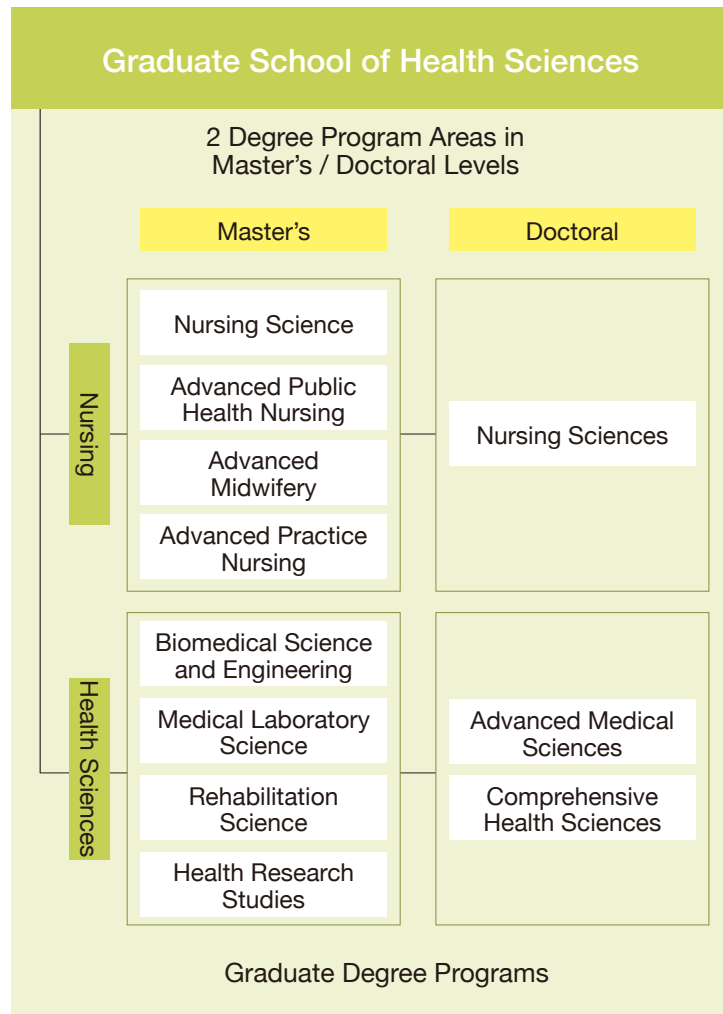 Graduate School of Health Sciences
2 Degree Program Areas in
Master’s / Doctoral Levels
Master’s
Doctoral
Nursing
Nursing Science
Advanced Public
Health Nursing
Advanced
Midwifery
Advanced Practice
Nursing
Nursing Sciences
Health Sciences
Biomedical Science
and Engineering
Medical Laboratory
Science
Rehabilitation
Science
Health Research
Studies
Advanced Medical
Sciences
Comprehensive
Health Sciences
Graduate Degree Programs